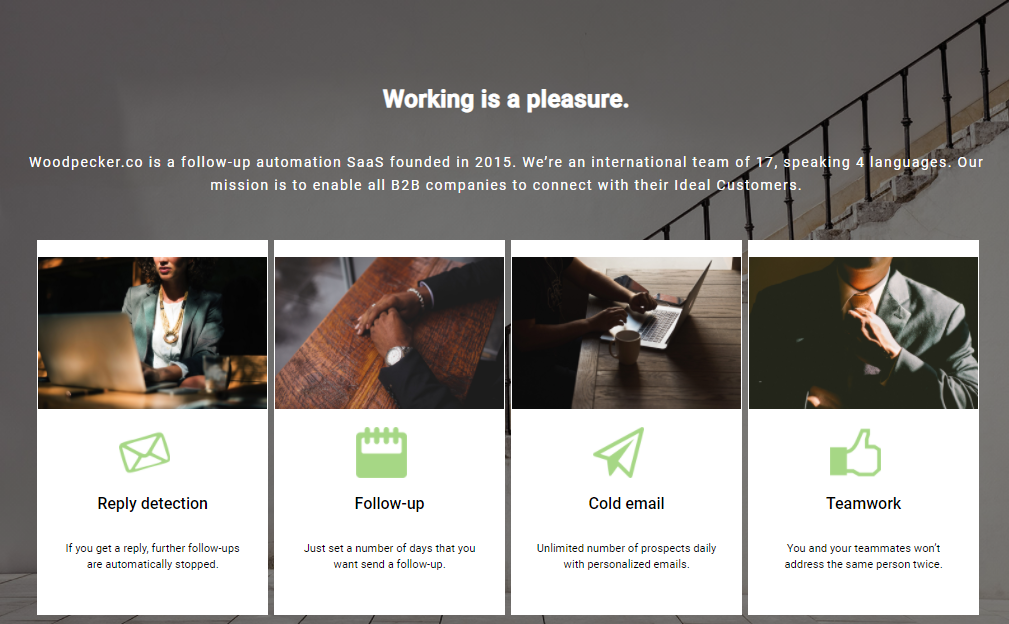 Working is a pleasure.
Woodpecker.co is a follow-up automation SaaS founded in 2015. We’re an international team of 17, speaking 4 languages. Our
mission is to enable all B2B companies to connect with their Ideal Customers.
Reply detection
If you get a reply, further follow-ups
are automatically stopped.
Follow-up
Just set a number of days that you
want send a follow-up.
Cold email
Unlimited number of prospects daily
with personalized emails.
Teamwork
You and your teammates won't
address the same person twice.